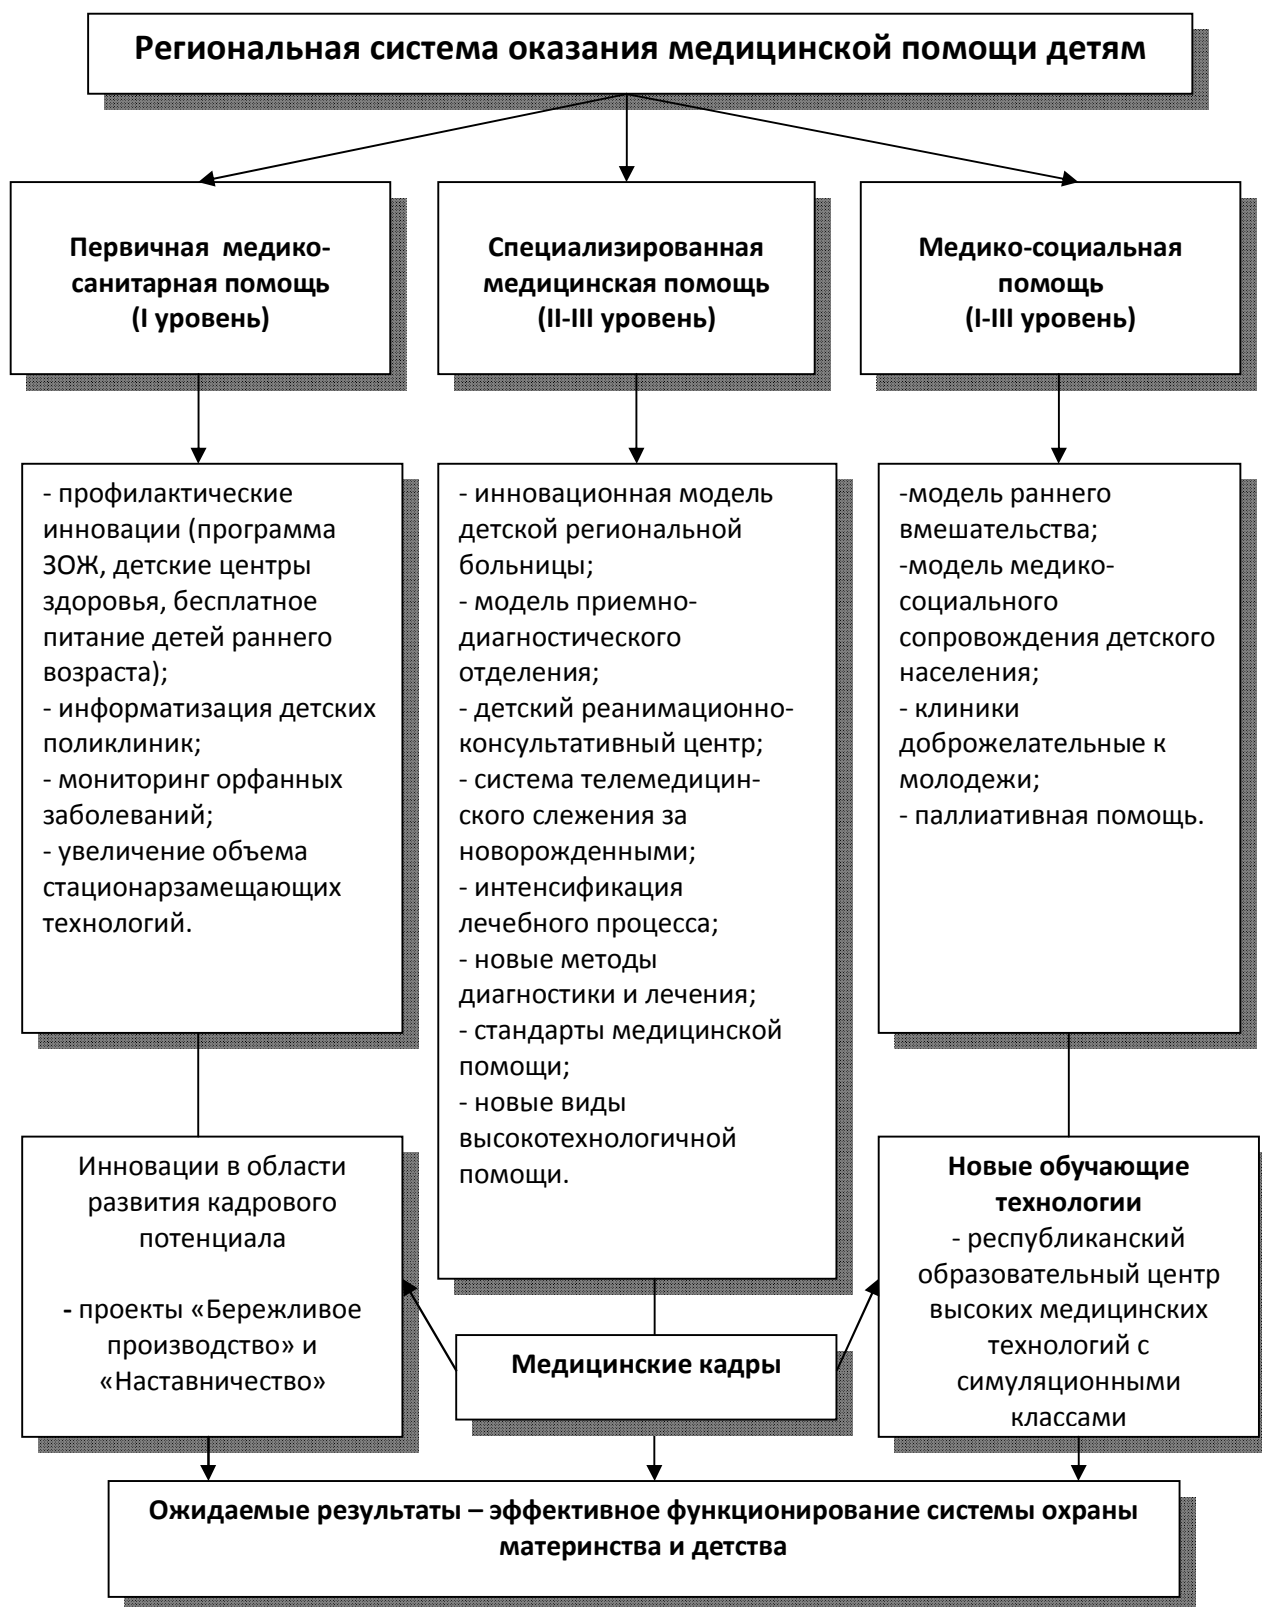 Региональная система оказания медицинской помощи детям
Первичная медико-
санитарная помощь
(I уровень)
Специализированная
медицинская помощь
(II-III уровень)
Медико-социальная
помощь
(I-III уровень)
- профилактические
инновации (программа
ЗОЖ, детские центры
здоровья, бесплатное
питание детей раннего
возраста);
- информатизация детских
поликлиник;
- мониторинг орфанных
заболеваний;
- увеличение объема
стационарзамещающих
технологий.
- инновационная модель
детской региональной
больницы;
- модель приемно-
диагностического
отделения;
- детский реанимационно-
консультативный центр;
- система телемедицин-
ского слежения за
новорожденными;
- интенсификация
лечебного процесса;
- новые методы
диагностики и лечения;
- стандарты медицинской
помощи;
- новые виды
высокотехнологичной
помощи.
-модель раннего
вмешательства;
-модель медико-
социального
сопровождения детского
населения;
- клиники
доброжелательные к
молодежи;
- паллиативная помощь.
Инновации в области
развития кадрового
потенциала
- проекты «Бережливое
производство» и
«Наставничество»
Медицинские кадры
Новые обучающие
технологии
- республиканский
образовательный центр
высоких медицинских
технологий с
симуляционными
классами
Ожидаемые результаты – эффективное функционирование системы охраны
материнства и детства